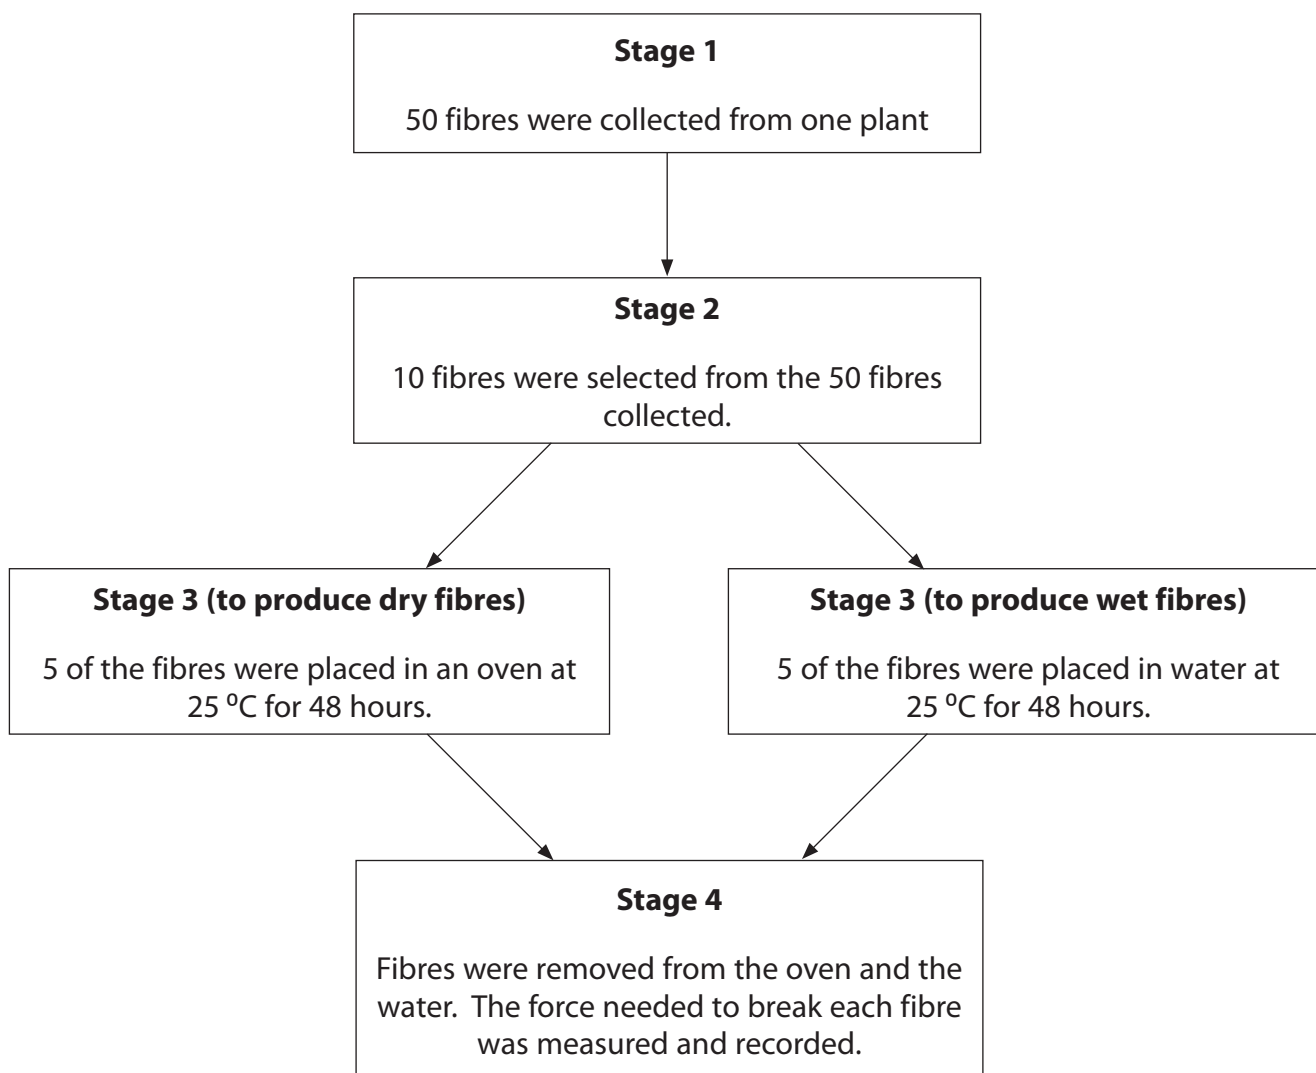 Stage 1
50 fibres were collected from one plant
Stage 2
10 fibres were selected from the 50 fibres
collected.
Stage 3 (to produce dry fibres)
5 of the fibres were placed in an oven at
25 ⁰C for 48 hours.
Stage 3 (to produce wet fibres)
5 of the fibres were placed in water at
25 ⁰C for 48 hours.
Stage 4
Fibres were removed from the oven and the
water. The force needed to break each fibre
was measured and recorded.